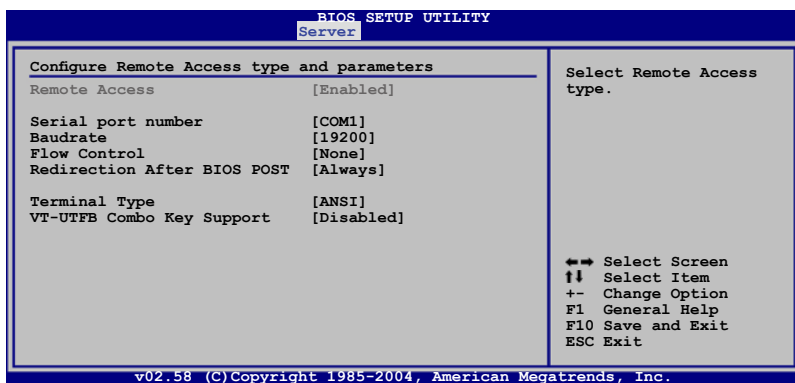 BIOS SETUP UTILITY
Server
Configure Remote Access type and parameters
Remote Access [Enabled]
Serial port number [COM1]
Baudrate [19200]
Flow Control [None]
Redirection After BIOS POST [Always]
Terminal Type [ANSI]
VT-UTFB Combo Key Support [Disabled]
Select Remote Access
type.
←→ Select Screen
↑↓ Select Item
+- Change Option
F1 General Help
F10 Save and Exit
ESC Exit
v02.58 (C)Copyright 1985-2004, American Megatrends, Inc.